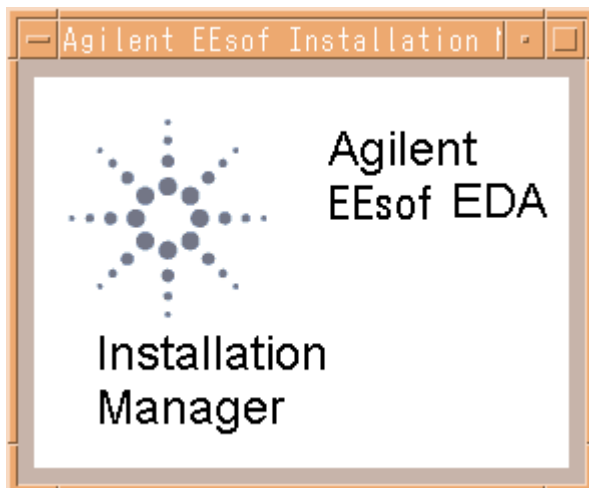 Agilent EEsof Installation
Agilent
EEsof EDA
Installation
Manager